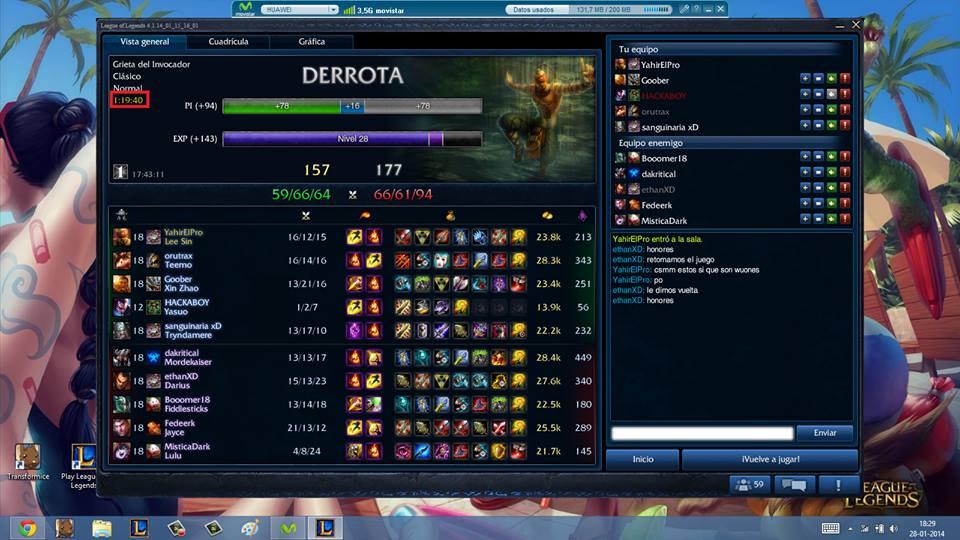 movistar
HUAWEI
3,5G movistar
Datos usados
131,7 MB / 200 MB
League of Legends 4.1.14_01_15_16_01
Vista general
Cuadrícula
Gráfica
Grieta del Invocador
Clásico
Normal
1:19:40
DERROTA
PI (+94)
+78
+16
+78
EXP (+143)
Nivel 28
157
177
17:43:11
59/66/64
66/61/94
18 YahirElPro
Lee Sin
16/12/15
23.8k
213
18 orutrax
Teemo
16/14/16
28.3k
343
18 Goober
Xin Zhao
13/21/16
23.4k
251
12 HACKABOY
Yasuo
1/2/7
13.9k
56
18 sanguinaria xD
Tryndamere
13/17/10
22.2k
232
18 dakritical
Mordekaiser
13/13/17
28.4k
449
18 ethanXD
Darius
15/13/23
27.6k
340
18 Booomer18
Fiddlesticks
13/14/18
22.5k
180
18 Fedeerk
Jayce
21/13/12
25.5k
289
18 MisticaDark
Lulu
4/8/24
21.7k
145
Tu equipo
YahirElPro
Goober
HACKABOY
orutrax
sanguinaria xD
Equipo enemigo
Booomer18
dakritical
ethanXD
Fedeerk
MisticaDark
YahirElPro entró a la sala.
ethanXD: honores
ethanXD: retomamos el juego
YahirElPro: csmm estos si que son wuones
YahirElPro: po
ethanXD: le dimos vuelta
ethanXD: honores
Enviar
Inicio
¡Vuelve a jugar!
59
Transformice
Play League
Legends
LEAGUE OF
LEGENDS
18:29
28-01-2014